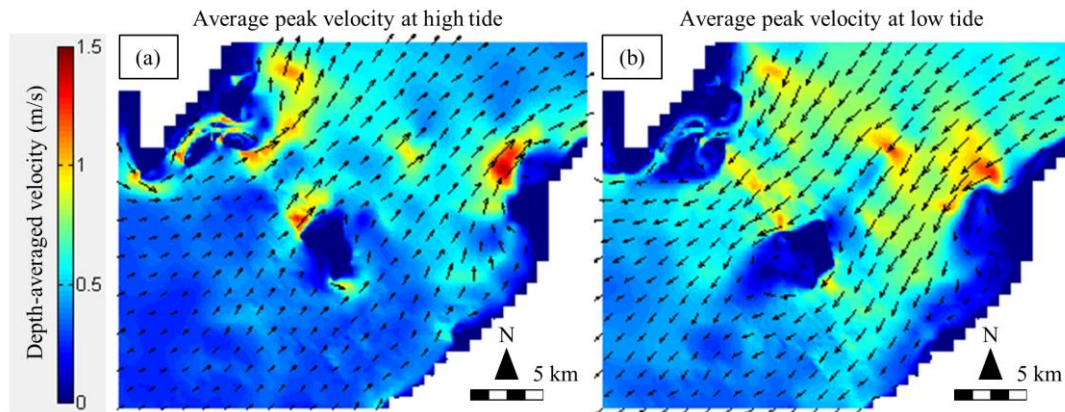 Average peak velocity at high tide
Average peak velocity at low tide
Depth-averaged velocity (m/s)
1.5
1
0.5
0
(a)
N
5 km
(b)
N
5 km